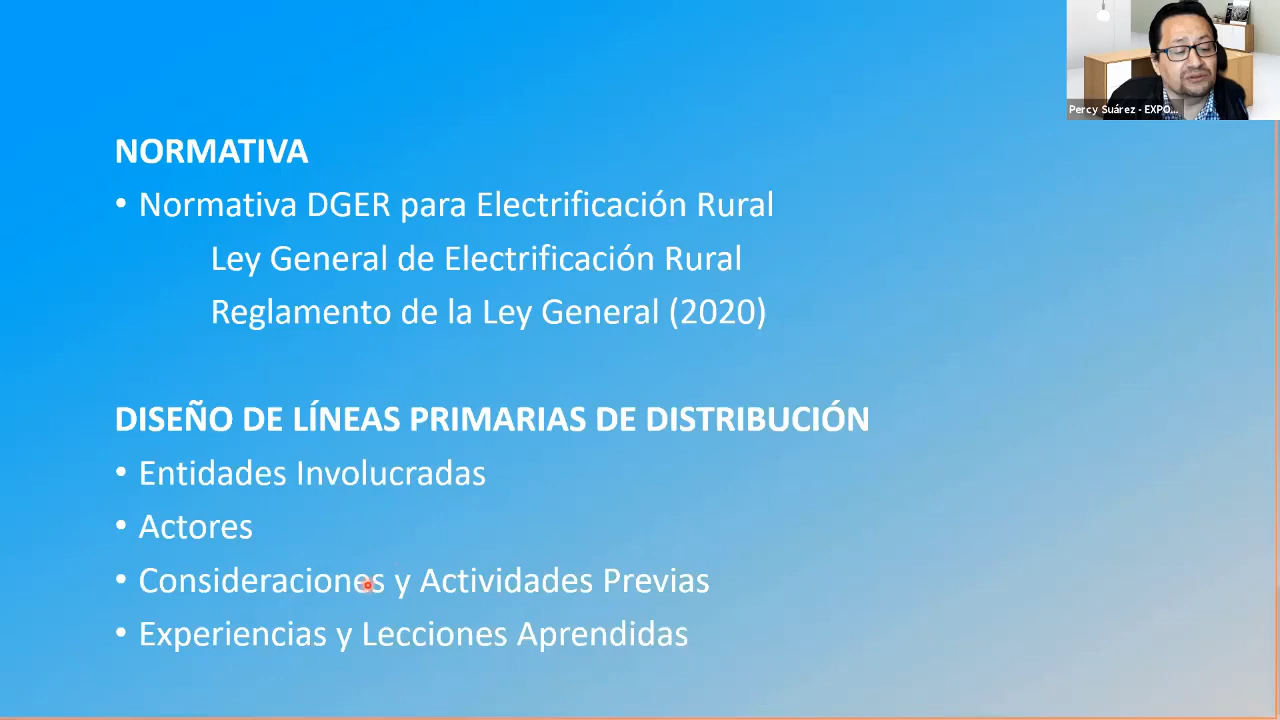 Percy Suárez - EXPO...
NORMATIVA
• Normativa DGER para Electrificación Rural
Ley General de Electrificación Rural
Reglamento de la Ley General (2020)
DISEÑO DE LÍNEAS PRIMARIAS DE DISTRIBUCIÓN
• Entidades Involucradas
• Actores
• Consideraciones y Actividades Previas
• Experiencias y Lecciones Aprendidas